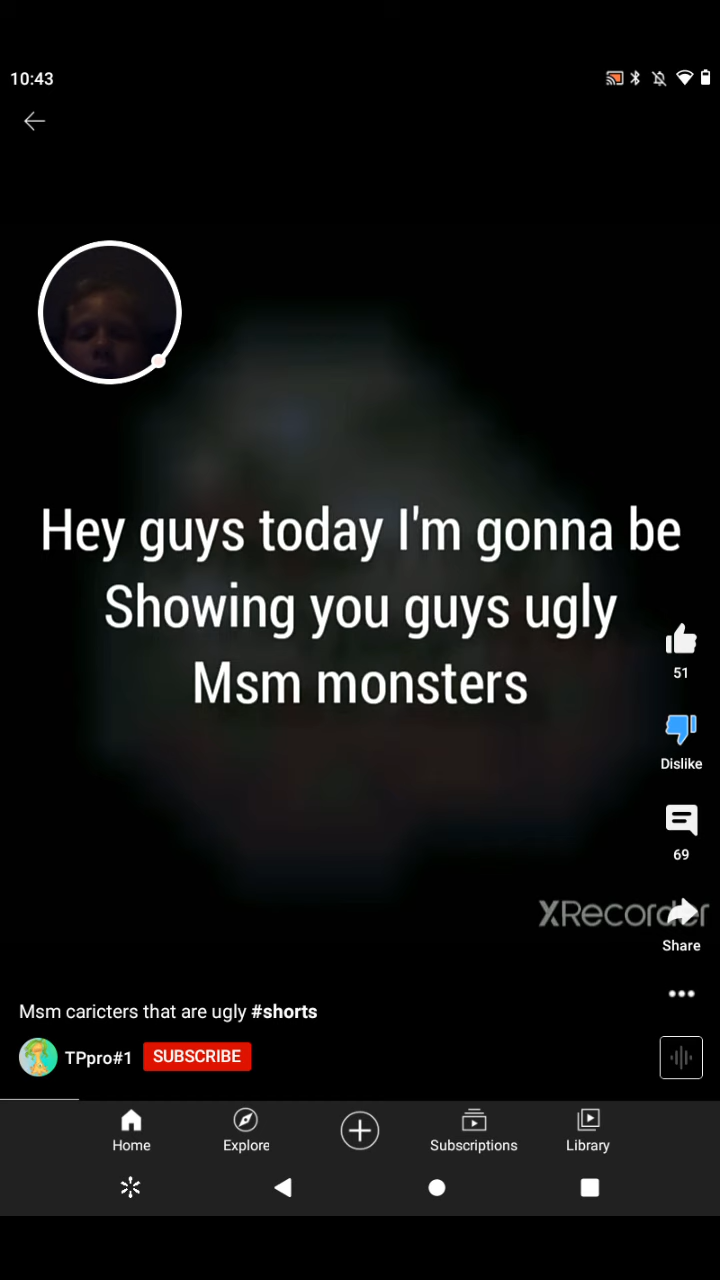 10:43
Hey guys today I'm gonna be
Showing you guys ugly
Msm monsters
51
Dislike
69
XRecorder
Share
Msm caricters that are ugly #shorts
TPpro#1 SUBSCRIBE
Home Explore Subscriptions Library